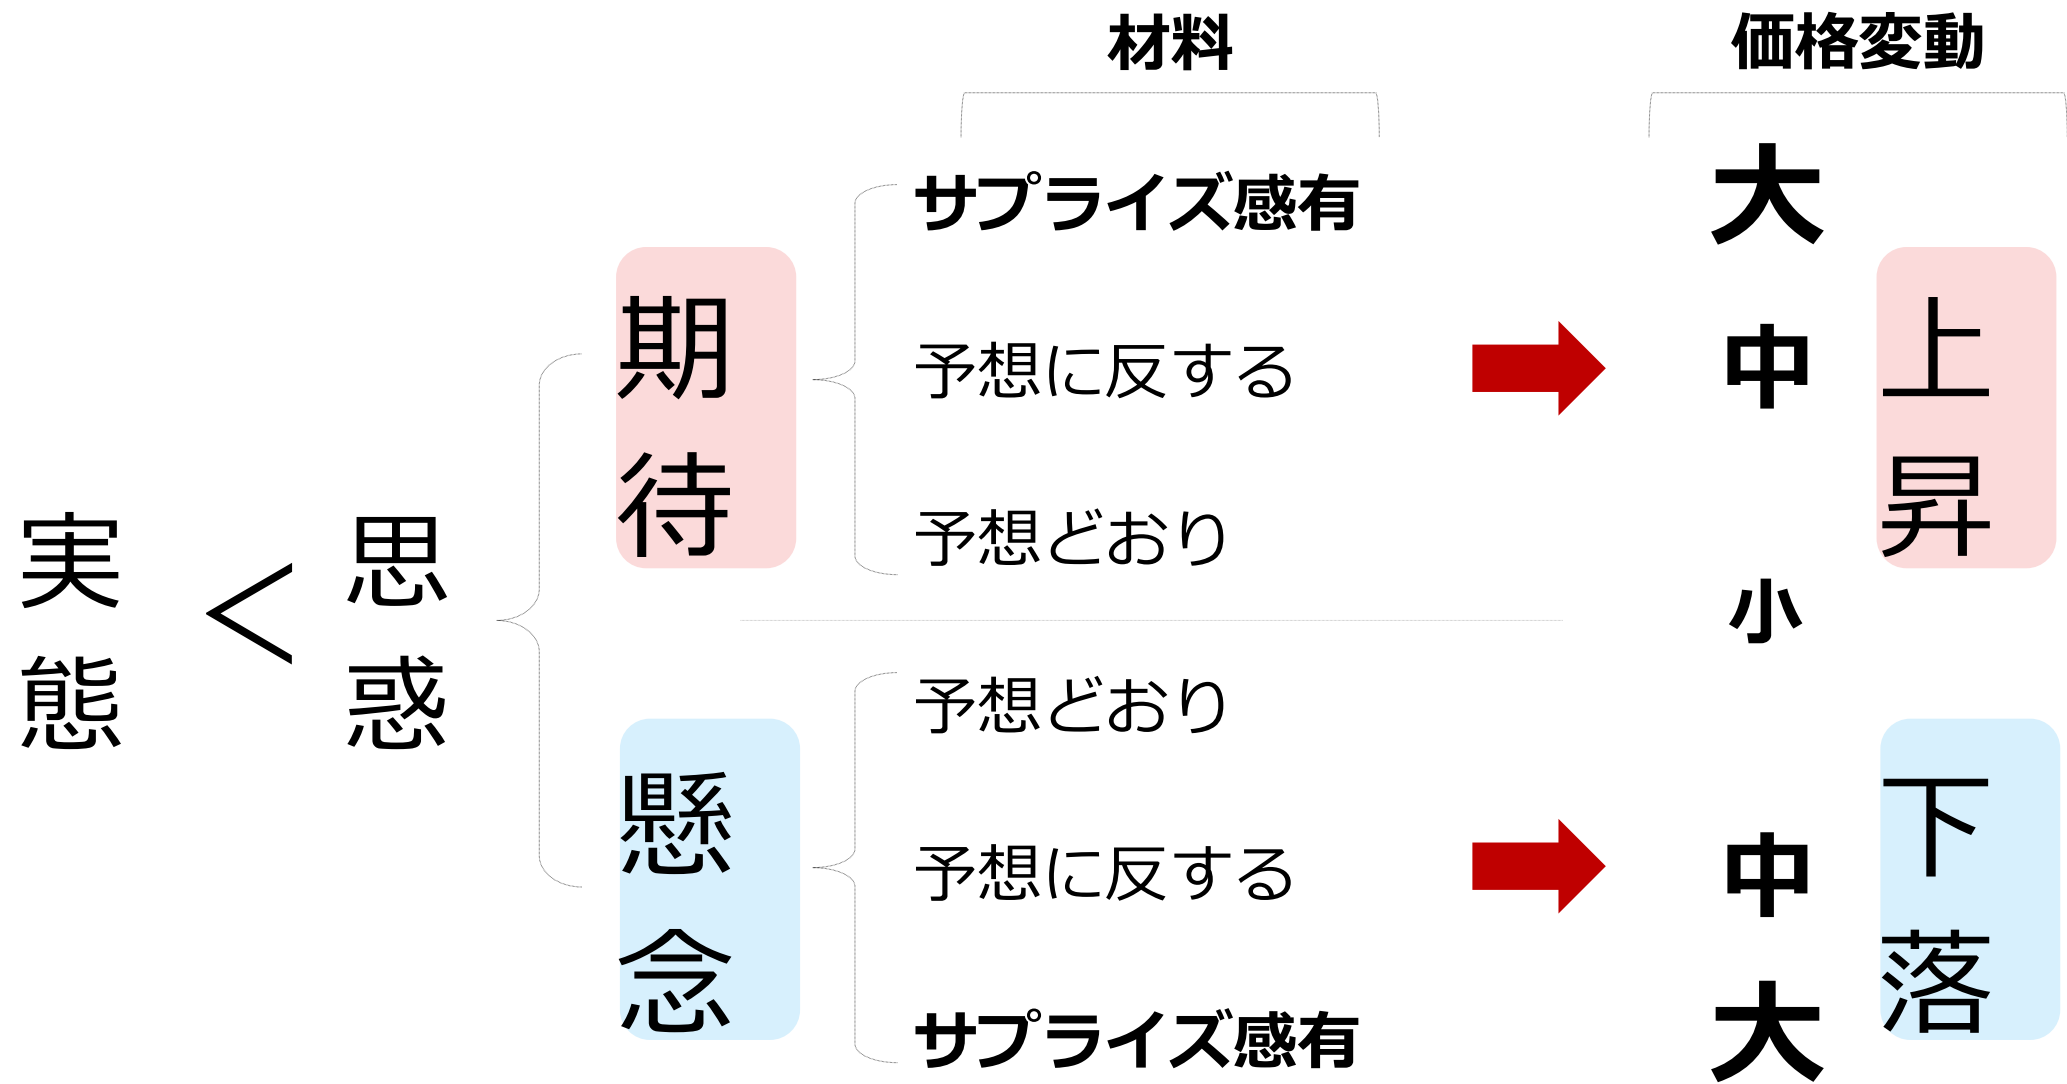 材料
価格変動
実態
<
思惑
期待
サプライズ感有
予想に反する
予想どおり
大
中
上昇
小
懸念
予想どおり
予想に反する
サプライズ感有
中
大
下落